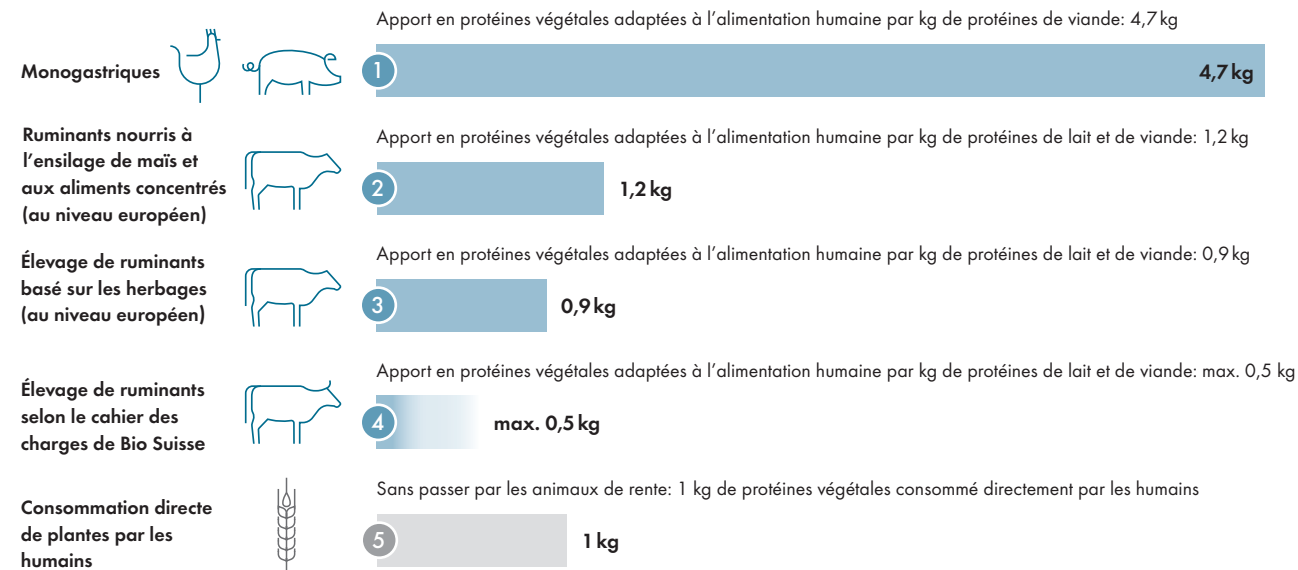 Apport en protéines végétales adaptées à l’alimentation humaine par kg de protéines de viande: 4,7 kg
Monogastriques
1
4,7 kg
Ruminants nourris à
l’ensilage de maïs et
aux aliments concentrés
(au niveau européen)
Apport en protéines végétales adaptées à l’alimentation humaine par kg de protéines de lait et de viande: 1,2 kg
2
1,2 kg
Élevage de ruminants
basé sur les herbages
(au niveau européen)
Apport en protéines végétales adaptées à l’alimentation humaine par kg de protéines de lait et de viande: 0,9 kg
3
0,9 kg
Élevage de ruminants
selon le cahier des
charges de Bio Suisse
Apport en protéines végétales adaptées à l’alimentation humaine par kg de protéines de lait et de viande: max. 0,5 kg
4
max. 0,5 kg
Consommation directe
de plantes par les
humains
Sans passer par les animaux de rente: 1 kg de protéines végétales consommé directement par les humains
5
1 kg